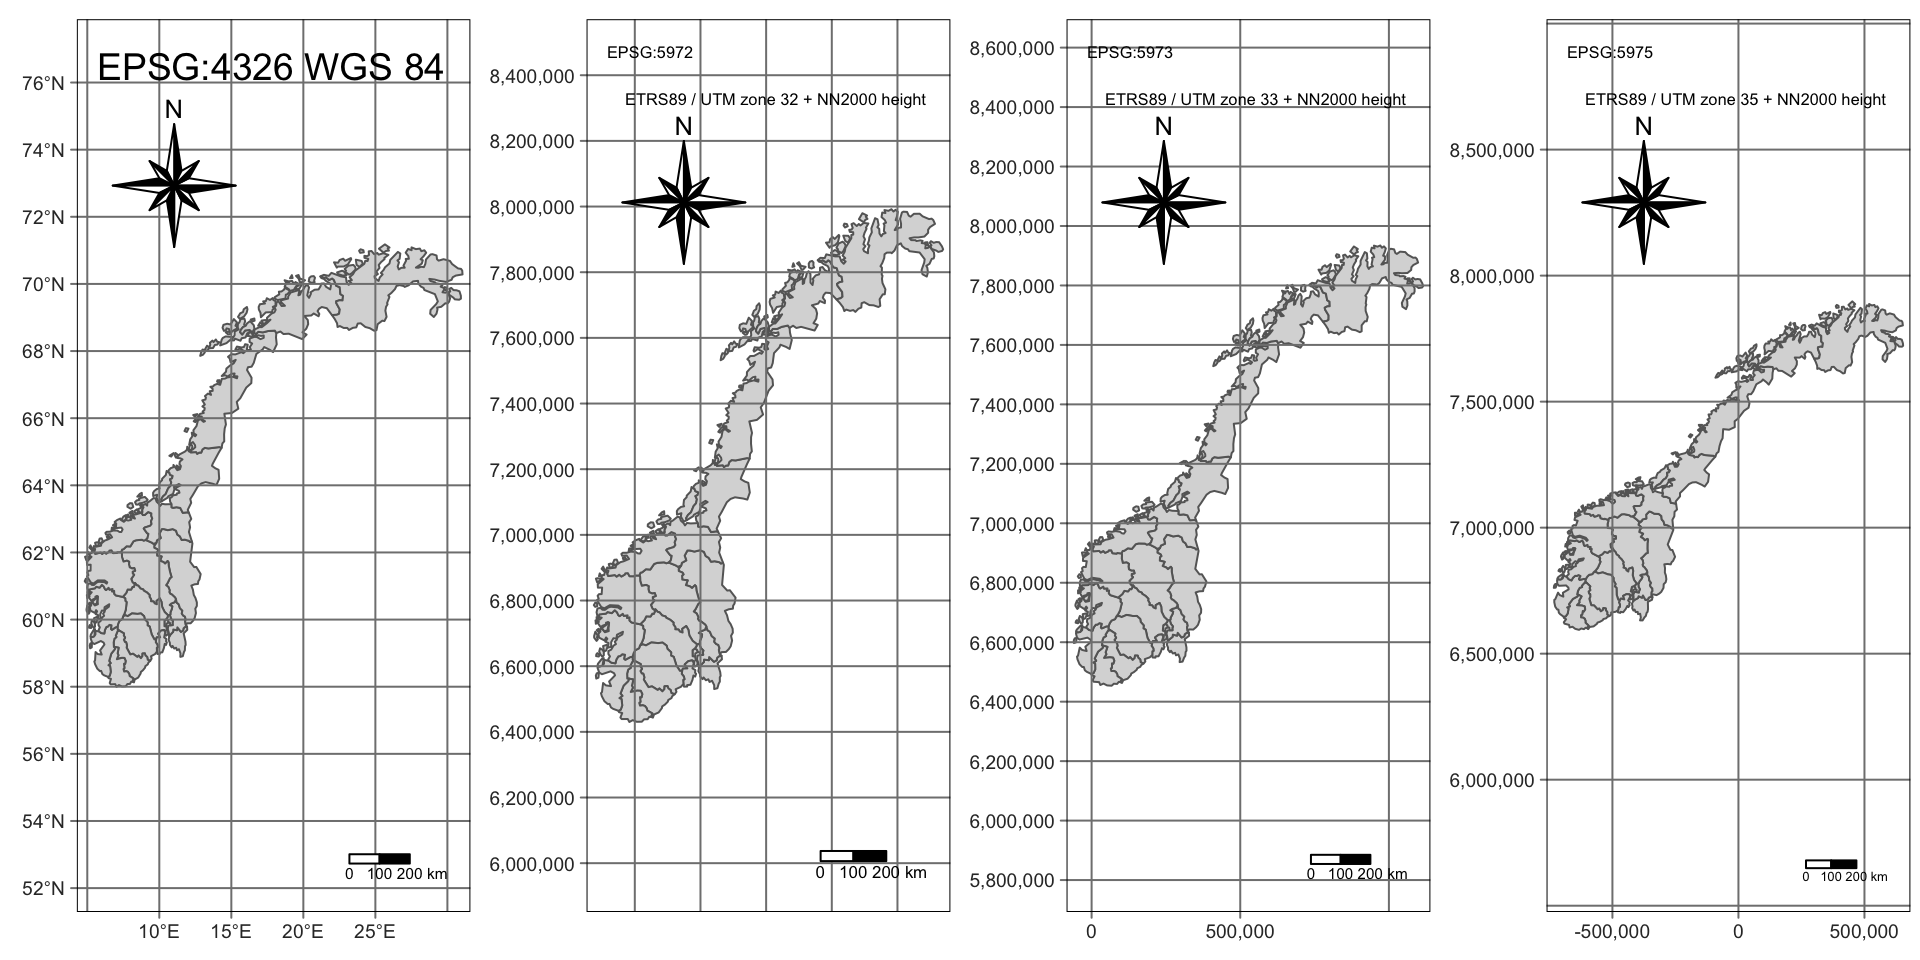 EPSG:4326 WGS 84
N
76°N
74°N
72°N
70°N
68°N
66°N
64°N
62°N
60°N
58°N
56°N
54°N
52°N
0 100 200 km
10°E 15°E 20°E 25°E
EPSG:5972
ETRS89 / UTM zone 32 + NN2000 height
N
8,400,000
8,200,000
8,000,000
7,800,000
7,600,000
7,400,000
7,200,000
7,000,000
6,800,000
6,600,000
6,400,000
6,200,000
6,000,000
0 100 200 km
EPSG:5973
ETRS89 / UTM zone 33 + NN2000 height
N
8,600,000
8,400,000
8,200,000
8,000,000
7,800,000
7,600,000
7,400,000
7,200,000
7,000,000
6,800,000
6,600,000
6,400,000
6,200,000
6,000,000
5,800,000
0 100 200 km
0 500,000
EPSG:5975
ETRS89 / UTM zone 35 + NN2000 height
N
8,500,000
8,000,000
7,500,000
7,000,000
6,500,000
6,000,000
0 100 200 km
-500,000 0 500,000